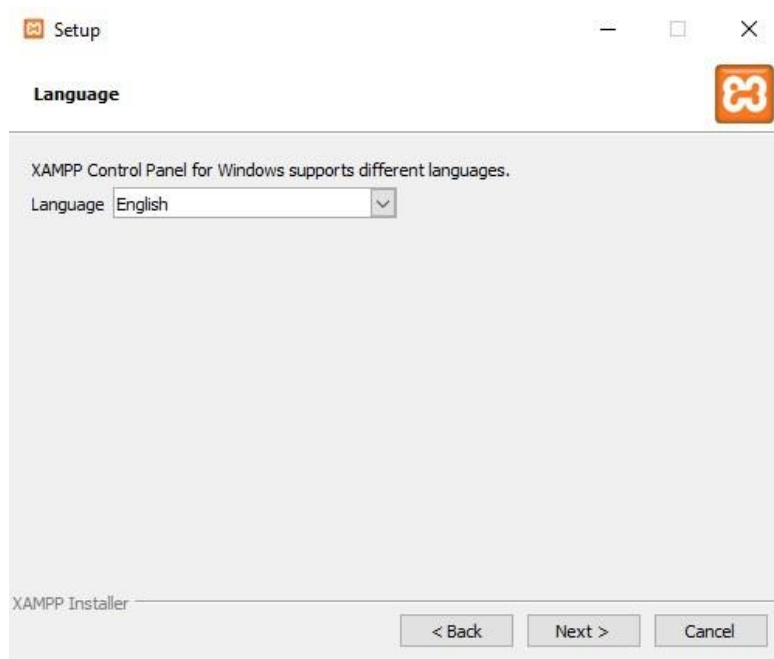 Setup
Language
XAMPP Control Panel for Windows supports different languages.
Language English
XAMPP Installer
< Back Next > Cancel